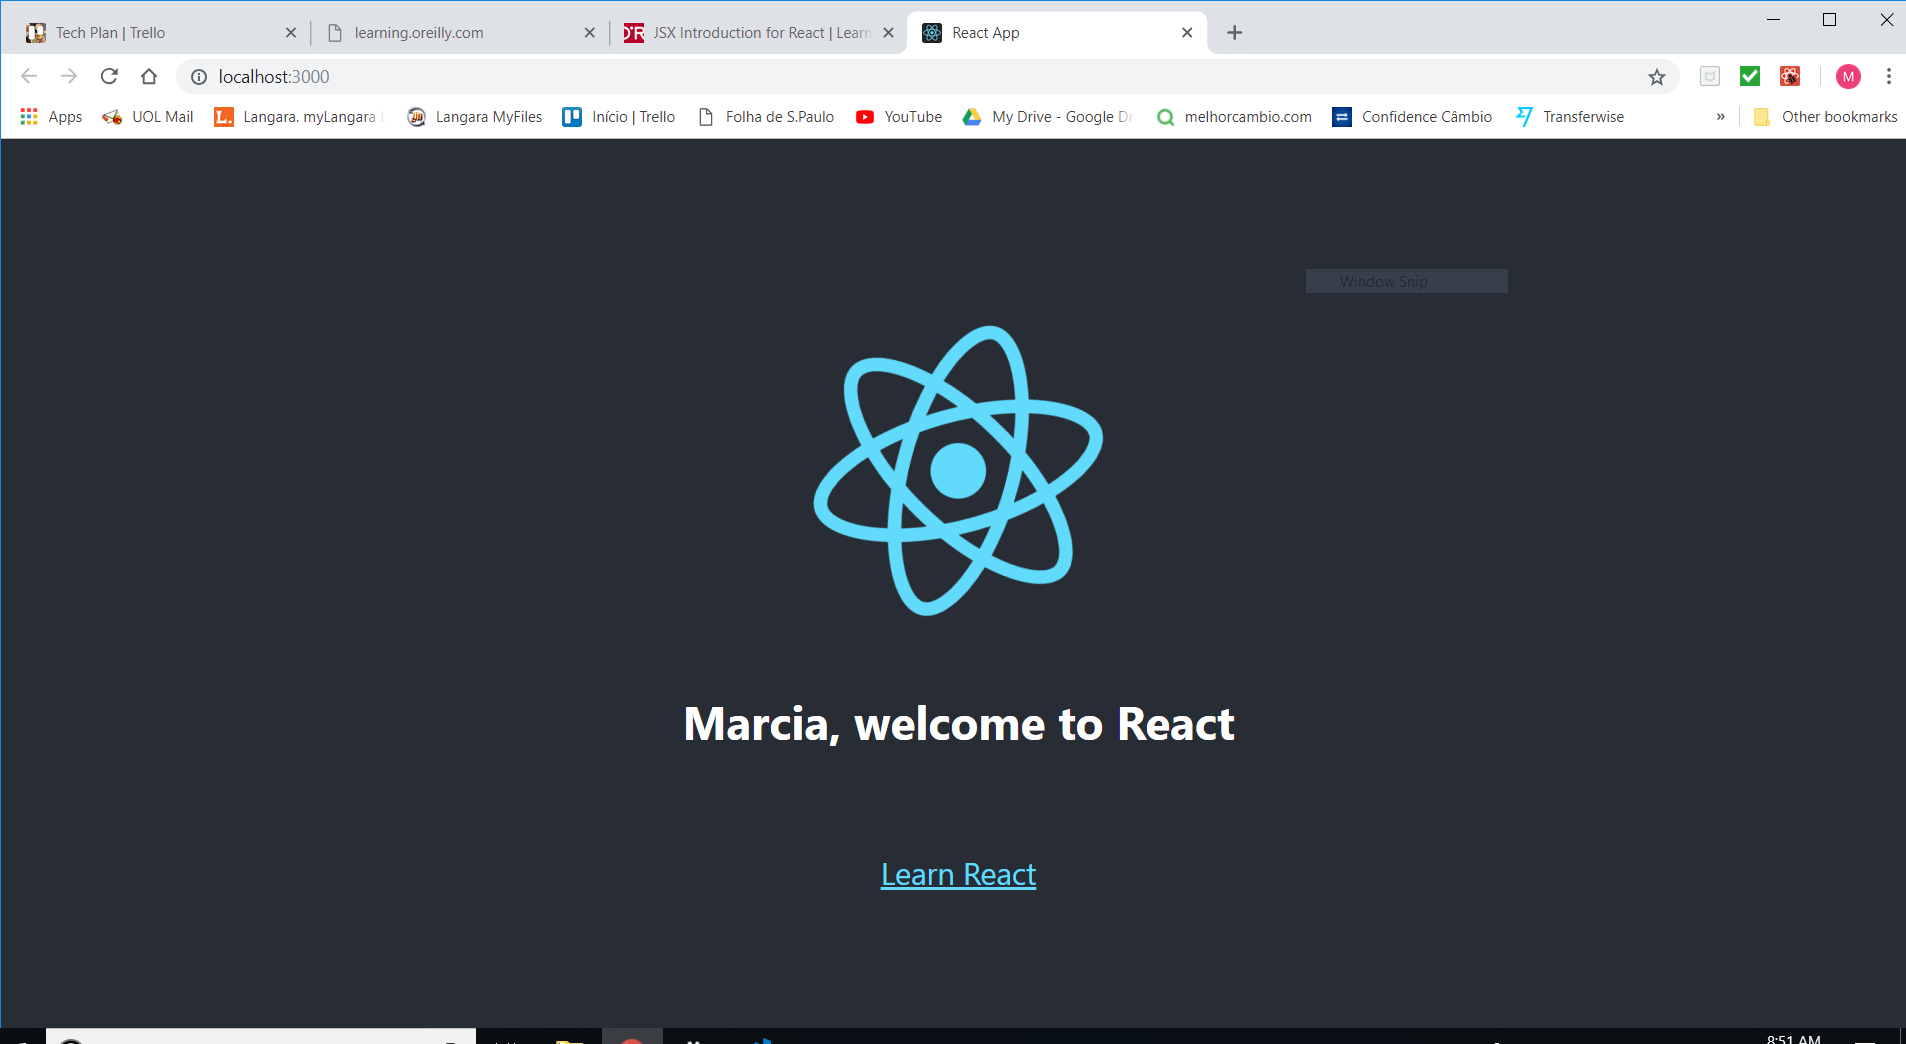 Tech Plan | Trello
learning.oreilly.com
JSX Introduction for React | Learn
React App
localhost:3000
M
Apps
UOL Mail
L.
Langara. myLangara
Langara MyFiles
Início | Trello
Folha de S.Paulo
YouTube
My Drive - Google Dr
melhorcambio.com
Confidence Câmbio
Transferwise
»
Other bookmarks
Window Snip
Marcia, welcome to React
Learn React
8:51 AM